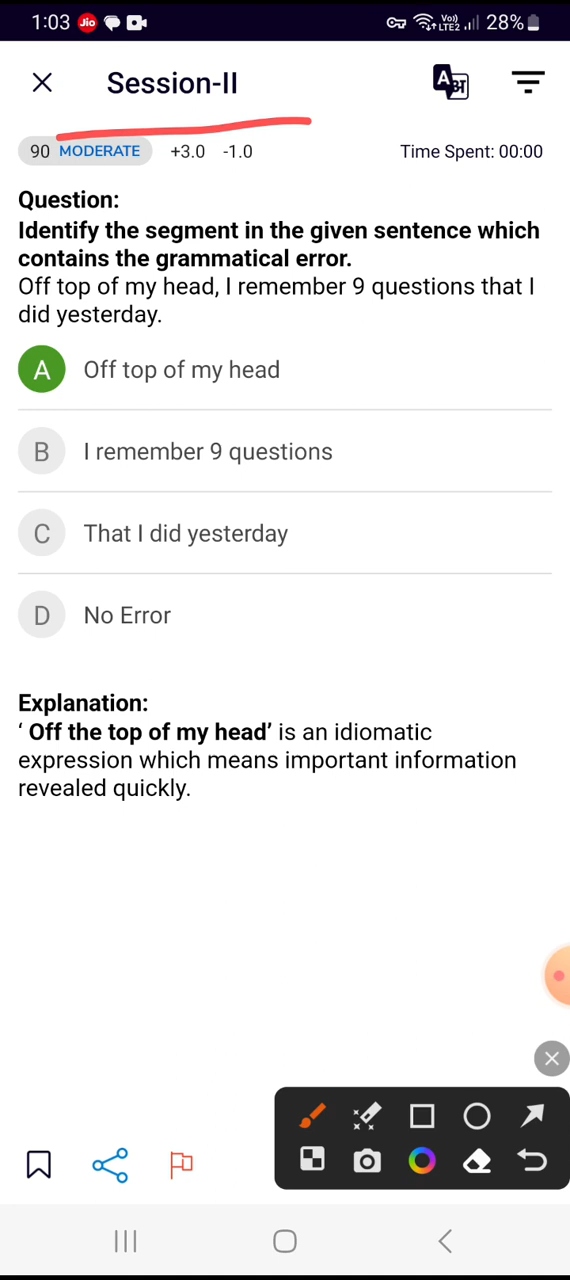 1:03 Jio Vo)) LTE2 28%
Session-II
90 MODERATE +3.0 -1.0 Time Spent: 00:00
Question:
Identify the segment in the given sentence which
contains the grammatical error.
Off top of my head, I remember 9 questions that I
did yesterday.
A Off top of my head
B I remember 9 questions
C That I did yesterday
D No Error
Explanation:
‘ Off the top of my head’ is an idiomatic
expression which means important information
revealed quickly.